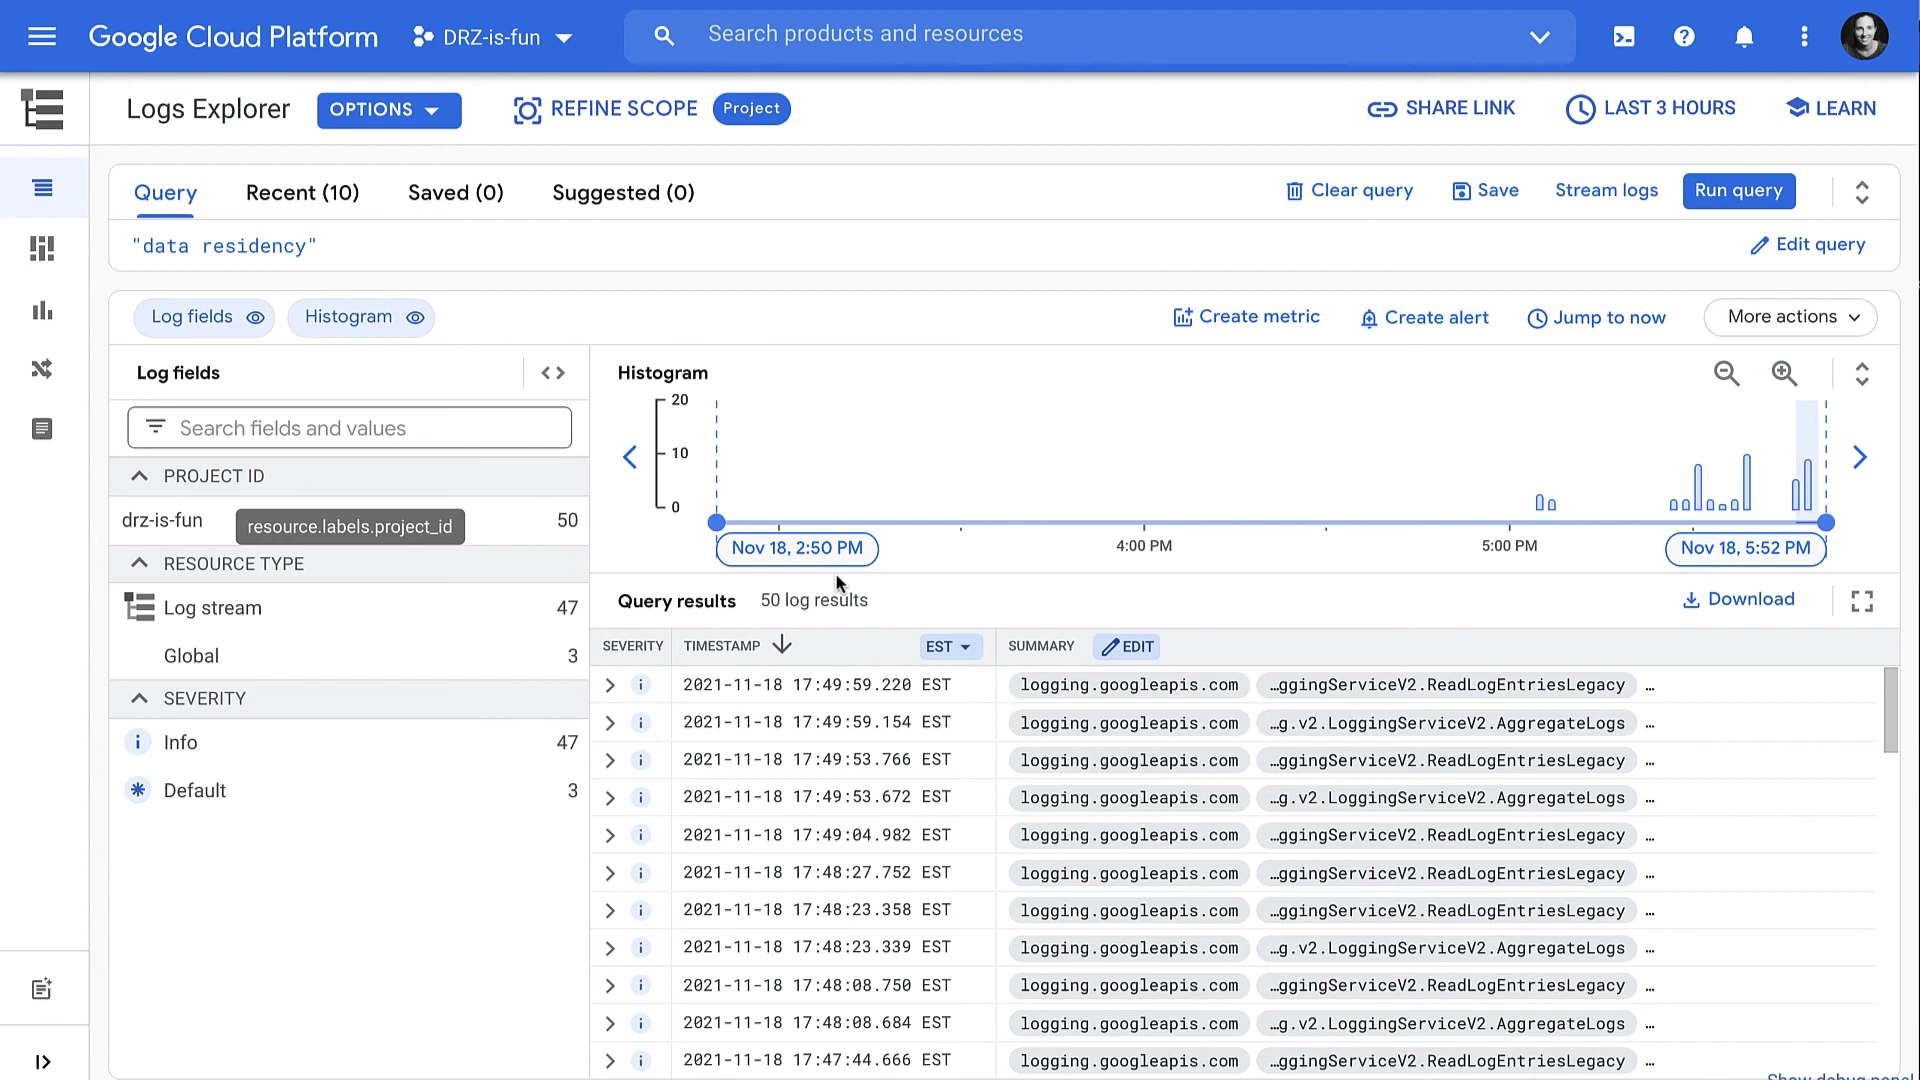 Google Cloud Platform DRZ-is-fun Search products and resources
Logs Explorer OPTIONS REFINE SCOPE Project SHARE LINK LAST 3 HOURS LEARN
Query Recent (10) Saved (0) Suggested (0) Clear query Save Stream logs Run query
"data residency" Edit query
Log fields Histogram Create metric Create alert Jump to now More actions
Log fields
Search fields and values
PROJECT ID
drz-is-fun resource.labels.project_id 50
RESOURCE TYPE
Log stream 47
Global 3
SEVERITY
Info 47
Default 3
Histogram
20
10
0
4:00 PM 5:00 PM
Nov 18, 2:50 PM Nov 18, 5:52 PM
Query results 50 log results Download
SEVERITY TIMESTAMP EST SUMMARY EDIT
i 2021-11-18 17:49:59.220 EST logging.googleapis.com …ggingServiceV2.ReadLogEntriesLegacy …
i 2021-11-18 17:49:59.154 EST logging.googleapis.com …g.v2.LoggingServiceV2.AggregateLogs …
i 2021-11-18 17:49:53.766 EST logging.googleapis.com …ggingServiceV2.ReadLogEntriesLegacy …
i 2021-11-18 17:49:53.672 EST logging.googleapis.com …g.v2.LoggingServiceV2.AggregateLogs …
i 2021-11-18 17:49:04.982 EST logging.googleapis.com …ggingServiceV2.ReadLogEntriesLegacy …
i 2021-11-18 17:48:27.752 EST logging.googleapis.com …ggingServiceV2.ReadLogEntriesLegacy …
i 2021-11-18 17:48:23.358 EST logging.googleapis.com …ggingServiceV2.ReadLogEntriesLegacy …
i 2021-11-18 17:48:23.339 EST logging.googleapis.com …g.v2.LoggingServiceV2.AggregateLogs …
i 2021-11-18 17:48:08.750 EST logging.googleapis.com …ggingServiceV2.ReadLogEntriesLegacy …
i 2021-11-18 17:48:08.684 EST logging.googleapis.com …g.v2.LoggingServiceV2.AggregateLogs …
i 2021-11-18 17:47:44.666 EST logging.googleapis.com …ggingServiceV2.ReadLogEntriesLegacy …
Show debug panel